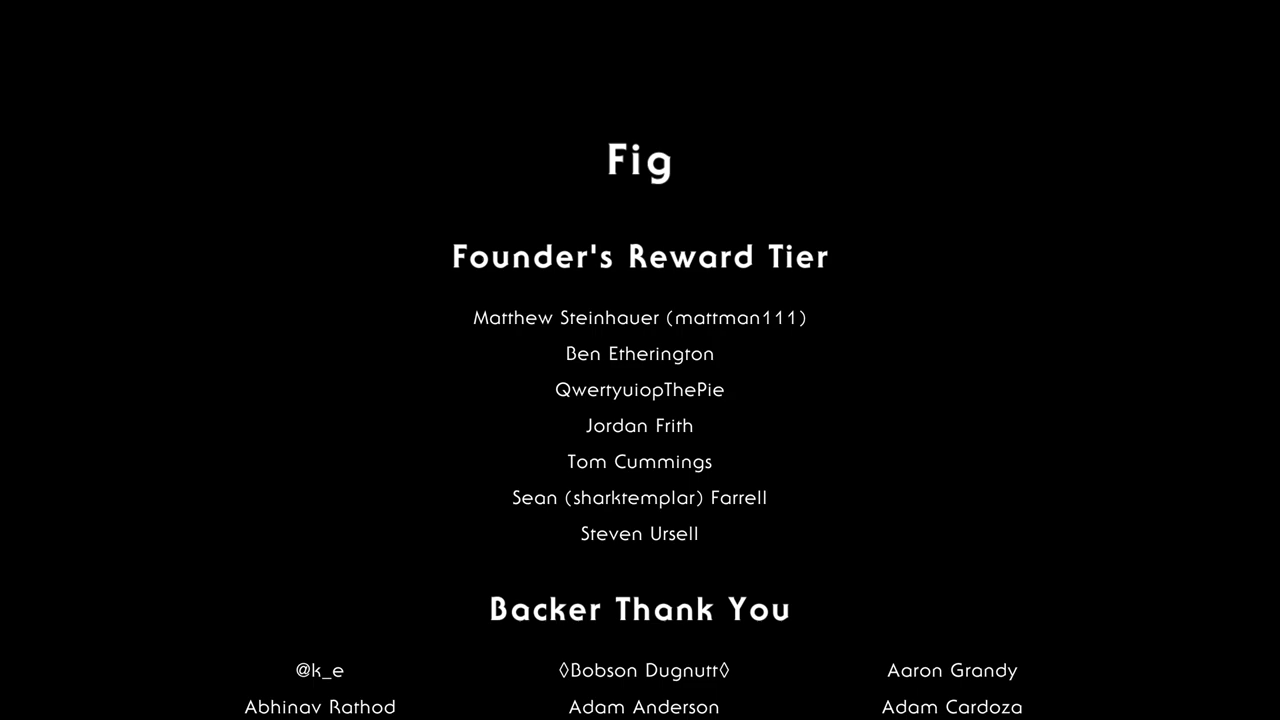 Fig
Founder's Reward Tier
Matthew Steinhauer (mattman111)
Ben Etherington
QwertyuiopThePie
Jordan Frith
Tom Cummings
Sean (sharktemplar) Farrell
Steven Ursell
Backer Thank You
@k_e ◊Bobson Dugnutt◊ Aaron Grandy
Abhinav Rathod Adam Anderson Adam Cardoza